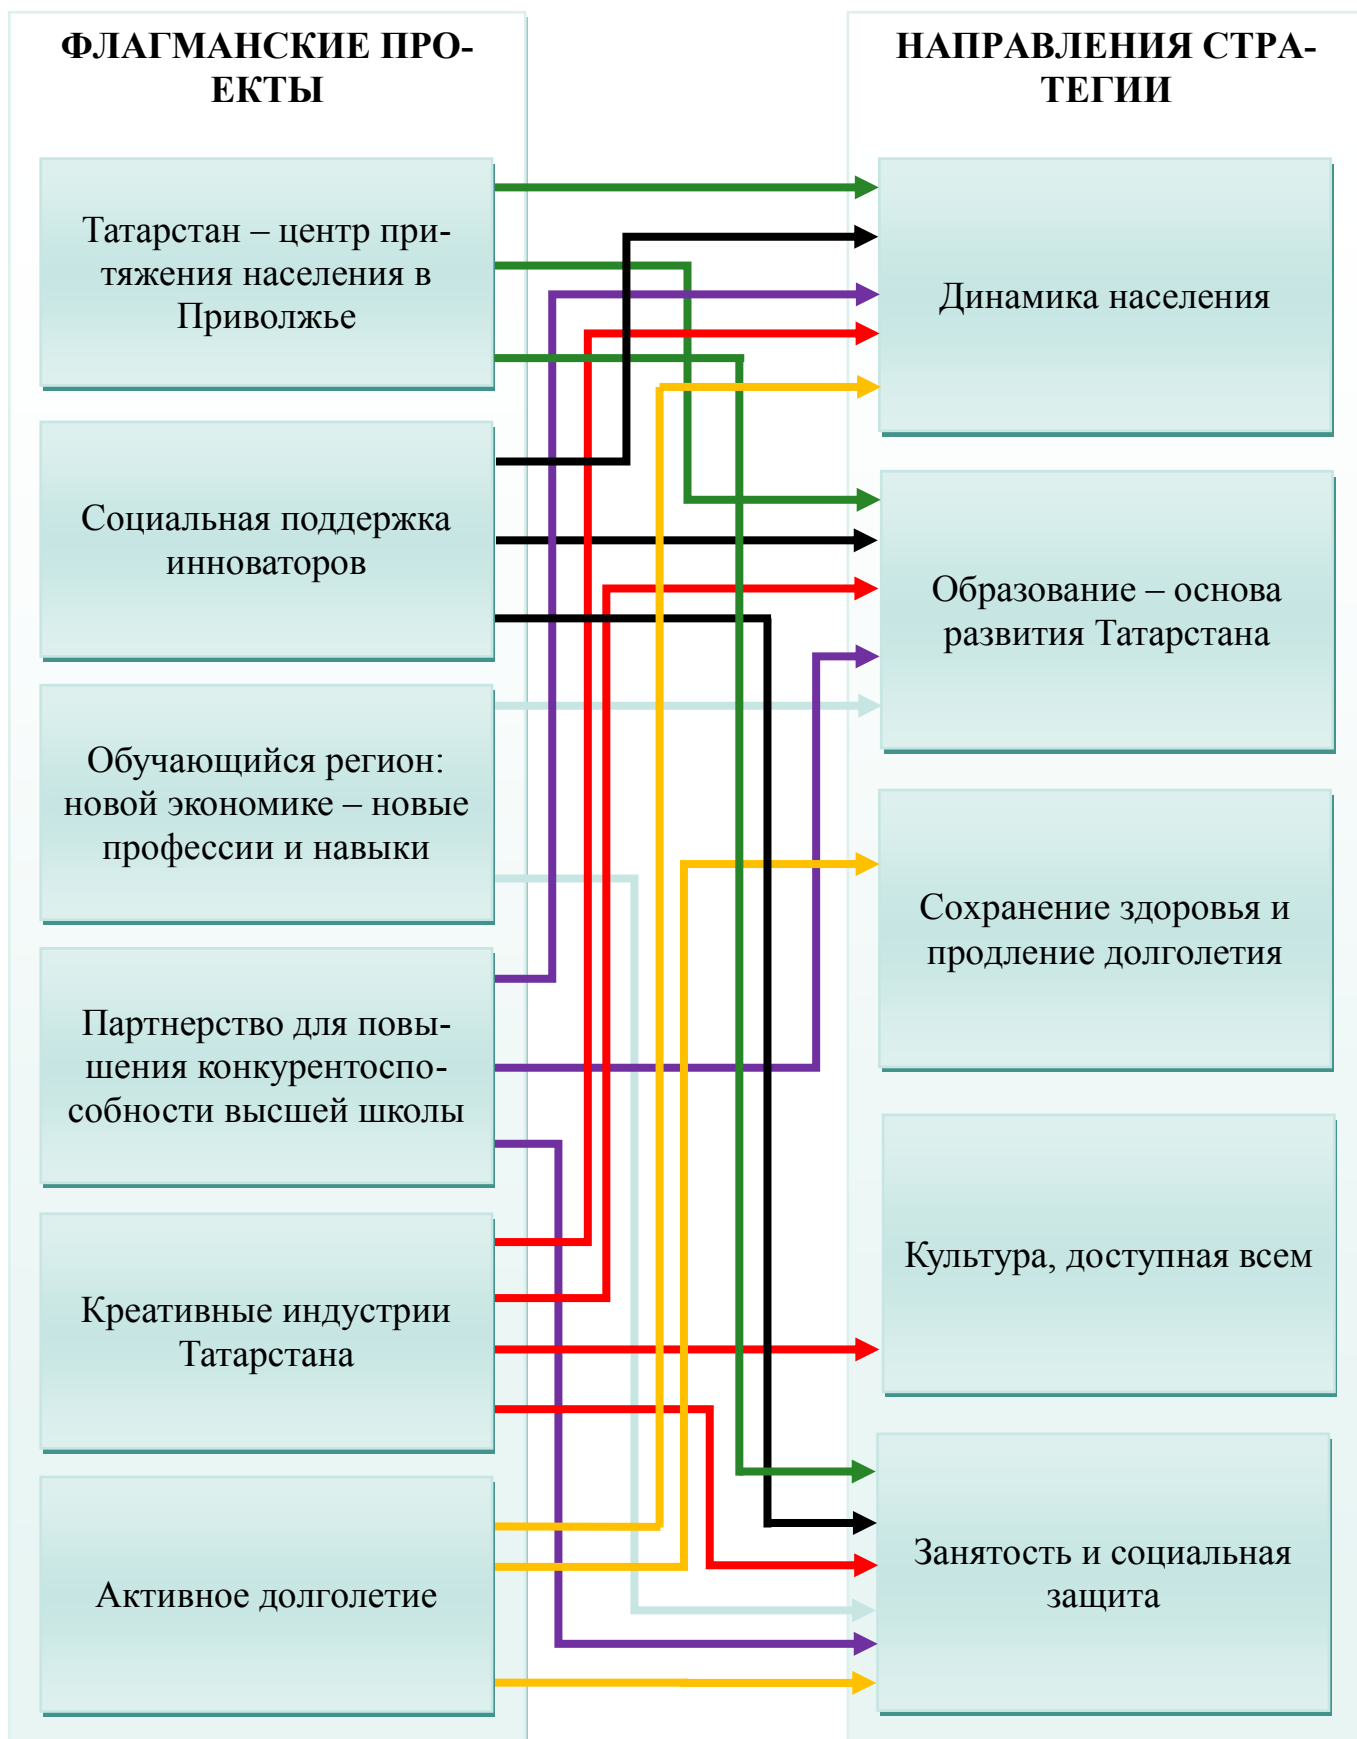 ФЛАГМАНСКИЕ ПРО-
ЕКТЫ
Татарстан – центр при-
тяжения населения в
Приволжье
Социальная поддержка
инноваторов
Обучающийся регион:
новой экономике – новые
профессии и навыки
Партнерство для повы-
шения конкурентоспо-
собности высшей школы
Креативные индустрии
Татарстана
Активное долголетие
НАПРАВЛЕНИЯ СТРА-
ТЕГИИ
Динамика населения
Образование – основа
развития Татарстана
Сохранение здоровья и
продление долголетия
Культура, доступная всем
Занятость и социальная
защита